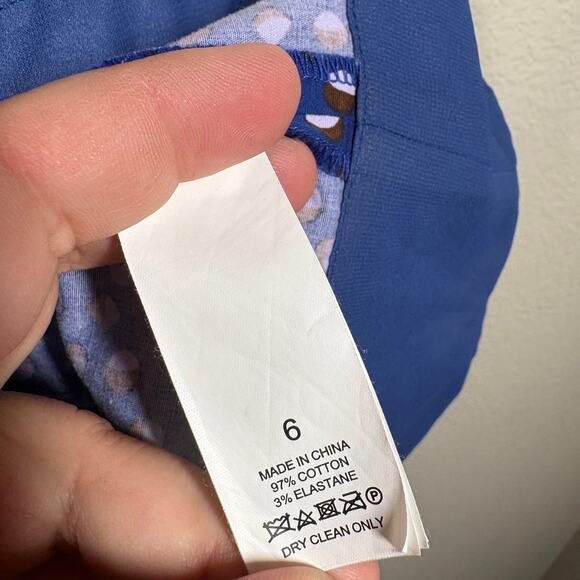 6
MADE IN CHINA
97% COTTON
3% ELASTANE
P
DRY CLEAN ONLY